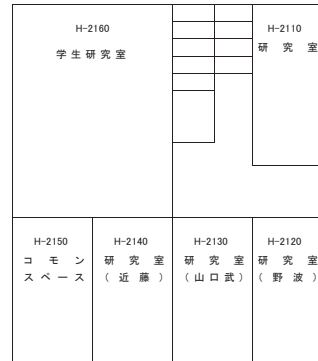 H-2160
学生研究室
H-2110
研究室
H-2150
コモン
スペース
H-2140
研究室
(近藤)
H-2130
研究室
(山口武)
H-2120
研究室
(野波)